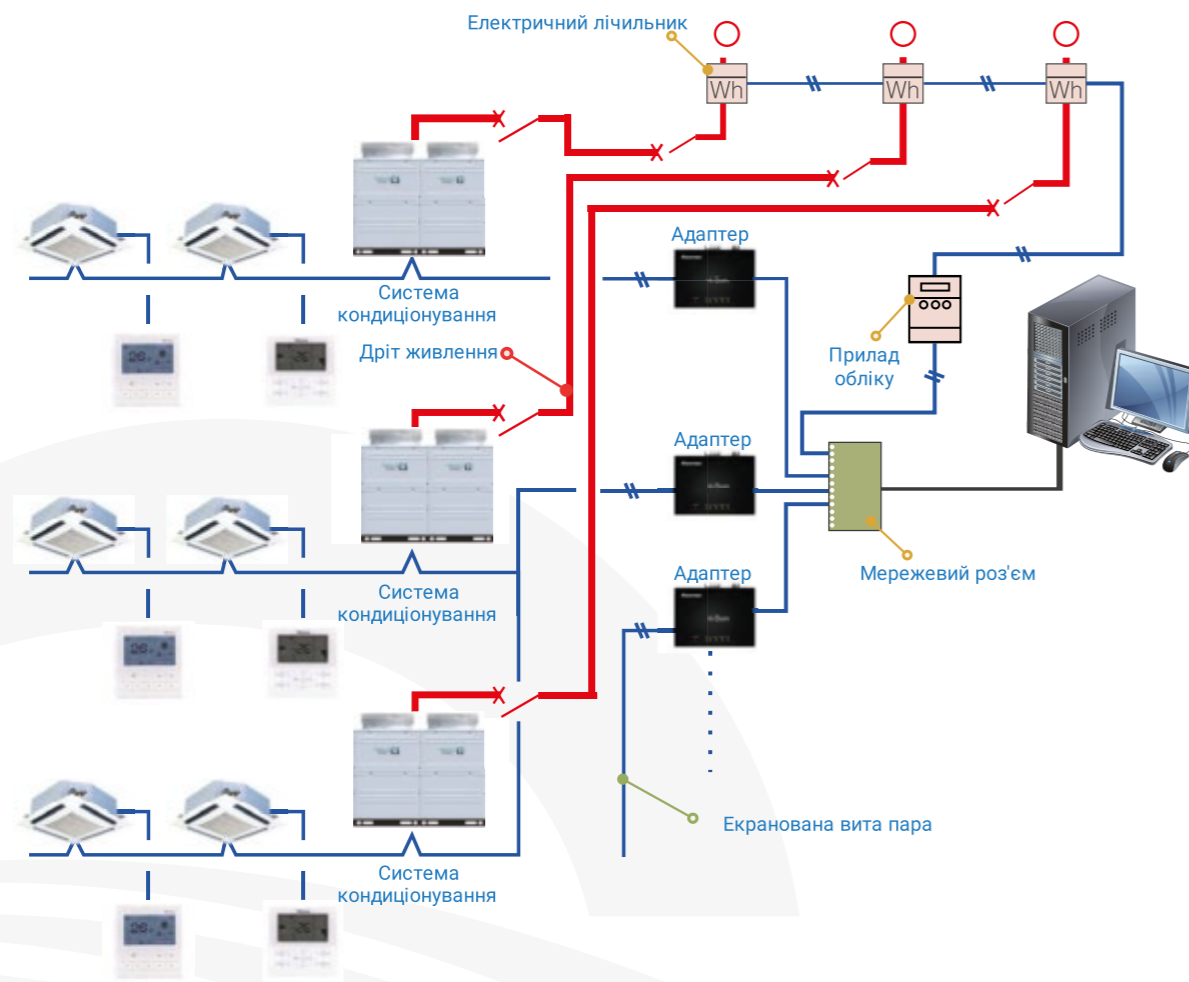 Електричний лічильник
Wh
Wh
Wh
Адаптер
Система
кондиціонування
Дріт живлення
Прилад
обліку
Адаптер
Мережевий роз'єм
Адаптер
Система
кондиціонування
Екранована вита пара
Система
кондиціонування